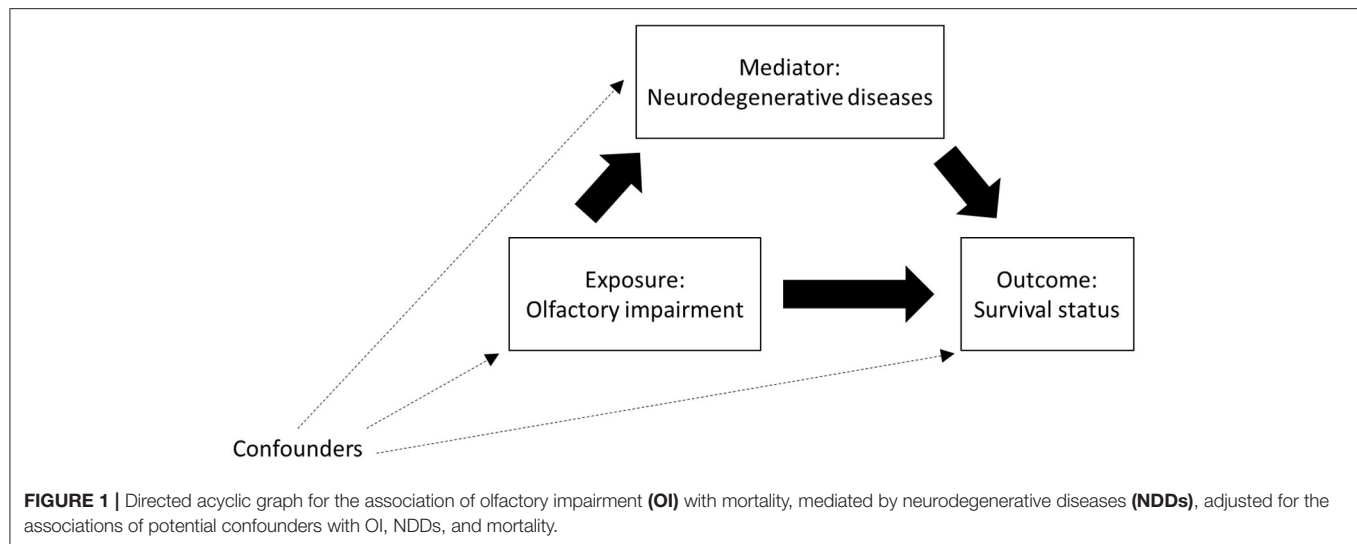 Mediator:
Neurodegenerative diseases
Exposure:
Olfactory impairment
Outcome:
Survival status
Confounders
FIGURE 1 | Directed acyclic graph for the association of olfactory impairment (OI) with mortality, mediated by neurodegenerative diseases (NDDs), adjusted for the
associations of potential confounders with OI, NDDs, and mortality.